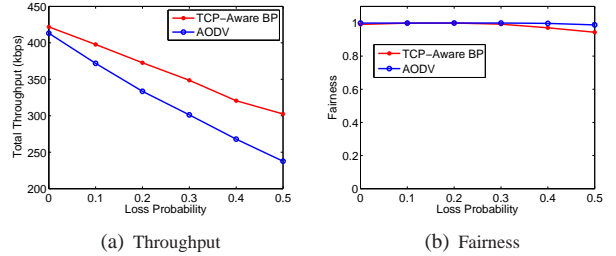 450
400
350
300
250
200
Total Throughput (kbps)
TCP−Aware BP
AODV
0 0.1 0.2 0.3 0.4 0.5
Loss Probability
(a) Throughput
1
0.8
0.6
0.4
0.2
0
Fairness
TCP−Aware BP
AODV
0 0.1 0.2 0.3 0.4 0.5
Loss Probability
(b) Fairness